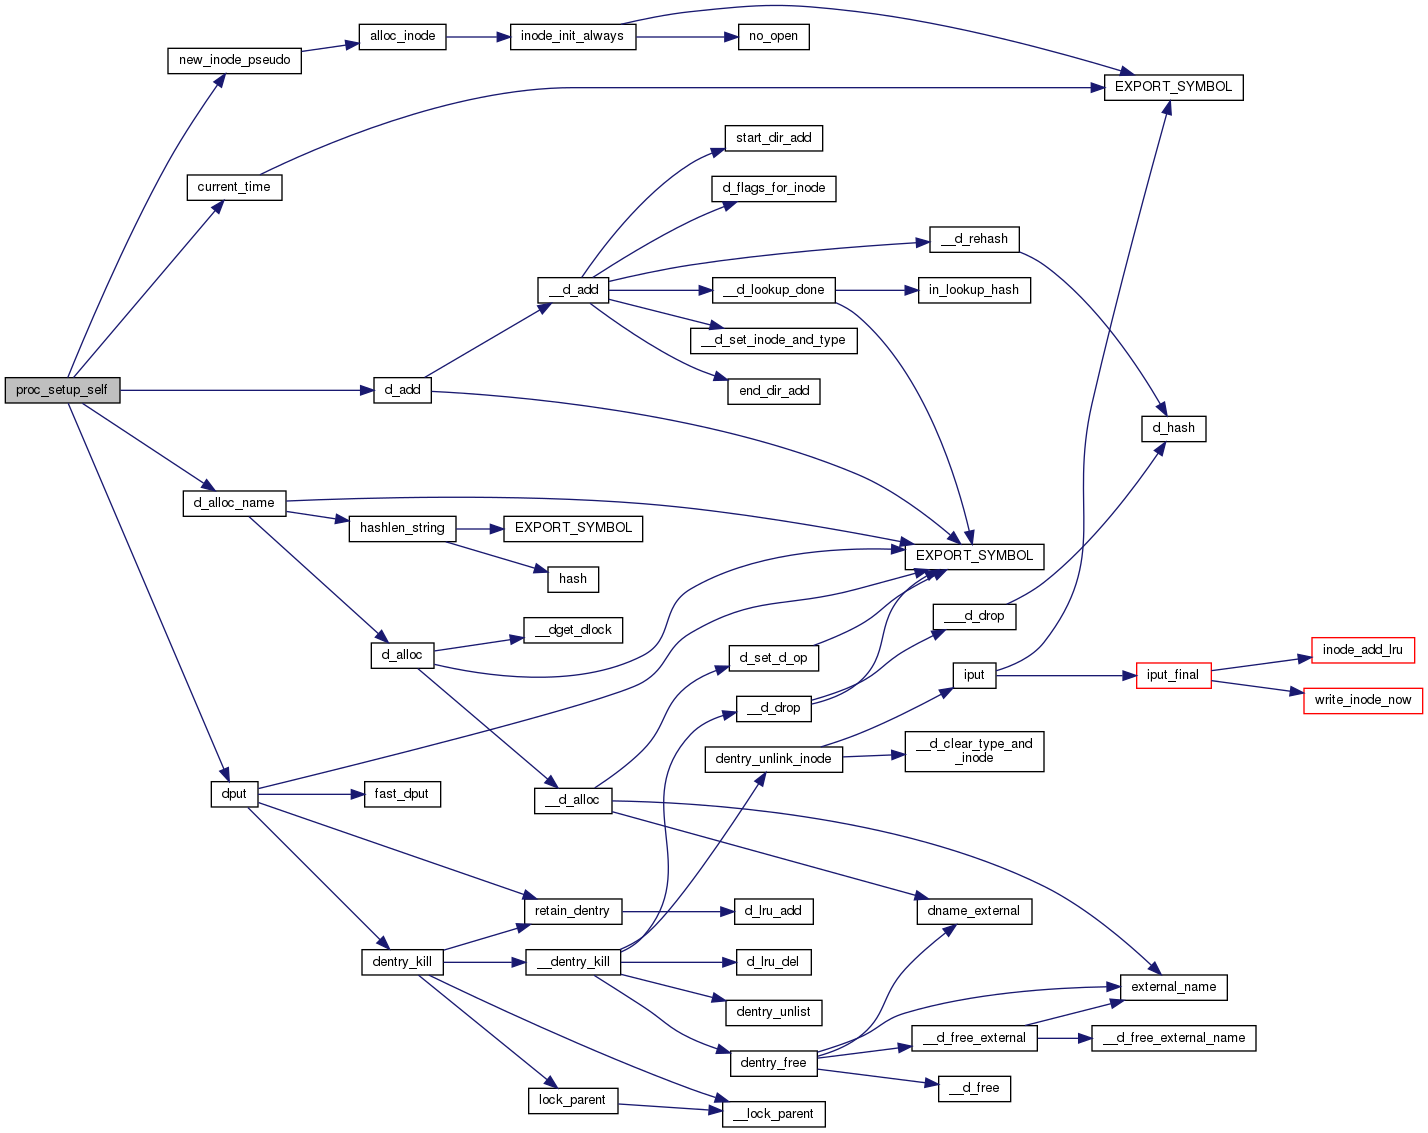 alloc_inode
inode_init_always
no_open
new_inode_pseudo
EXPORT_SYMBOL
start_dir_add
current_time
d_flags_for_inode
__d_rehash
__d_add
__d_lookup_done
in_lookup_hash
__d_set_inode_and_type
proc_setup_self
d_add
end_dir_add
d_hash
d_alloc_name
hashlen_string
EXPORT_SYMBOL
EXPORT_SYMBOL
hash
___d_drop
__dget_dlock
d_alloc
d_set_d_op
inode_add_lru
iput
iput_final
write_inode_now
__d_drop
dentry_unlink_inode
__d_clear_type_and
_inode
dput
fast_dput
__d_alloc
retain_dentry
d_lru_add
dname_external
dentry_kill
__dentry_kill
d_lru_del
external_name
dentry_unlist
__d_free_external
__d_free_external_name
dentry_free
__d_free
lock_parent
__lock_parent